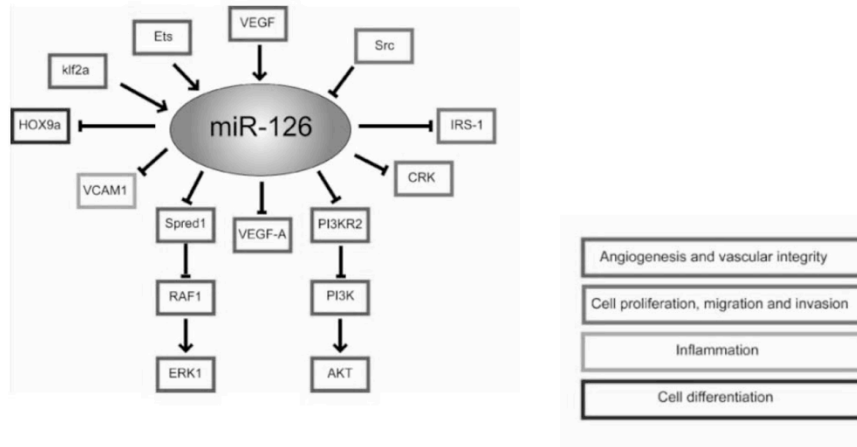 VEGF
Ets
Src
klf2a
HOX9a
miR-126
IRS-1
VCAM1
CRK
Spred1
VEGF-A
PI3KR2
RAF1
PI3K
ERK1
AKT
Angiogenesis and vascular integrity
Cell proliferation, migration and invasion
Inflammation
Cell differentiation